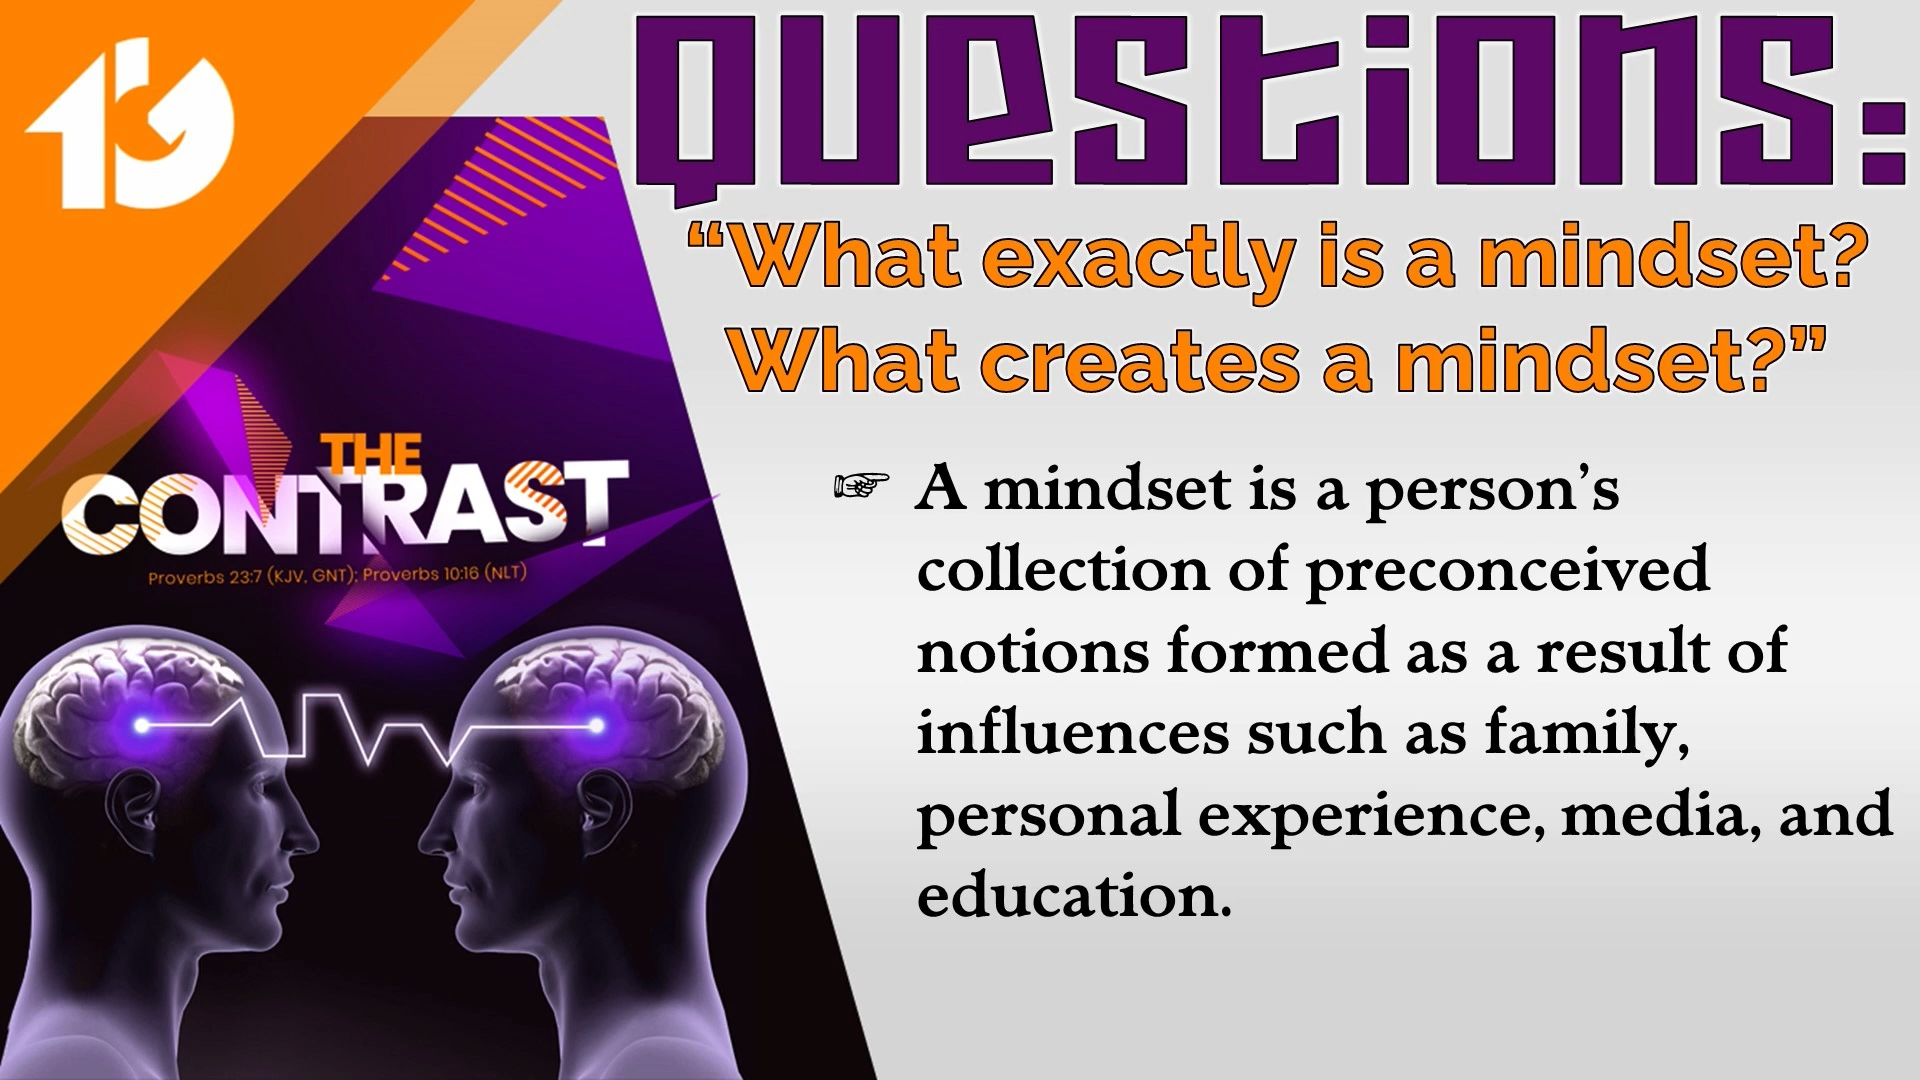 QUESTIONS:
“What exactly is a mindset?
What creates a mindset?”
THE
CONTRAST
Proverbs 23:7 (KJV, GNT); Proverbs 10:16 (NLT)
☞ A mindset is a person’s
collection of preconceived
notions formed as a result of
influences such as family,
personal experience, media, and
education.